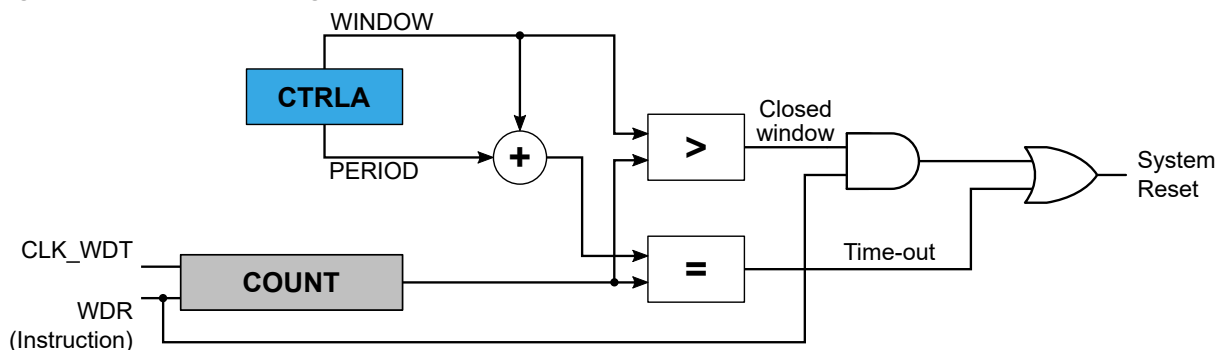 WINDOW
CTRLA
PERIOD
+
>
Closed
window
System
Reset
CLK_WDT
COUNT
=
Time-out
WDR
(Instruction)